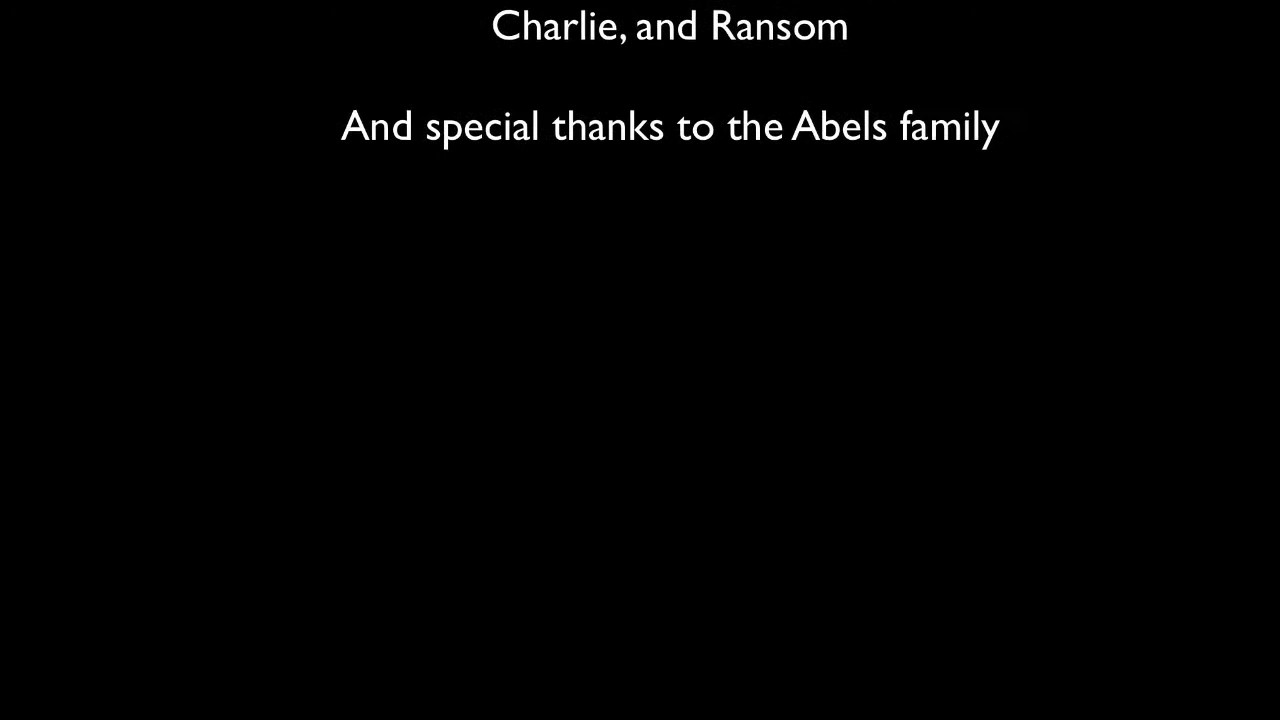 Charlie, and Ransom
And special thanks to the Abels family